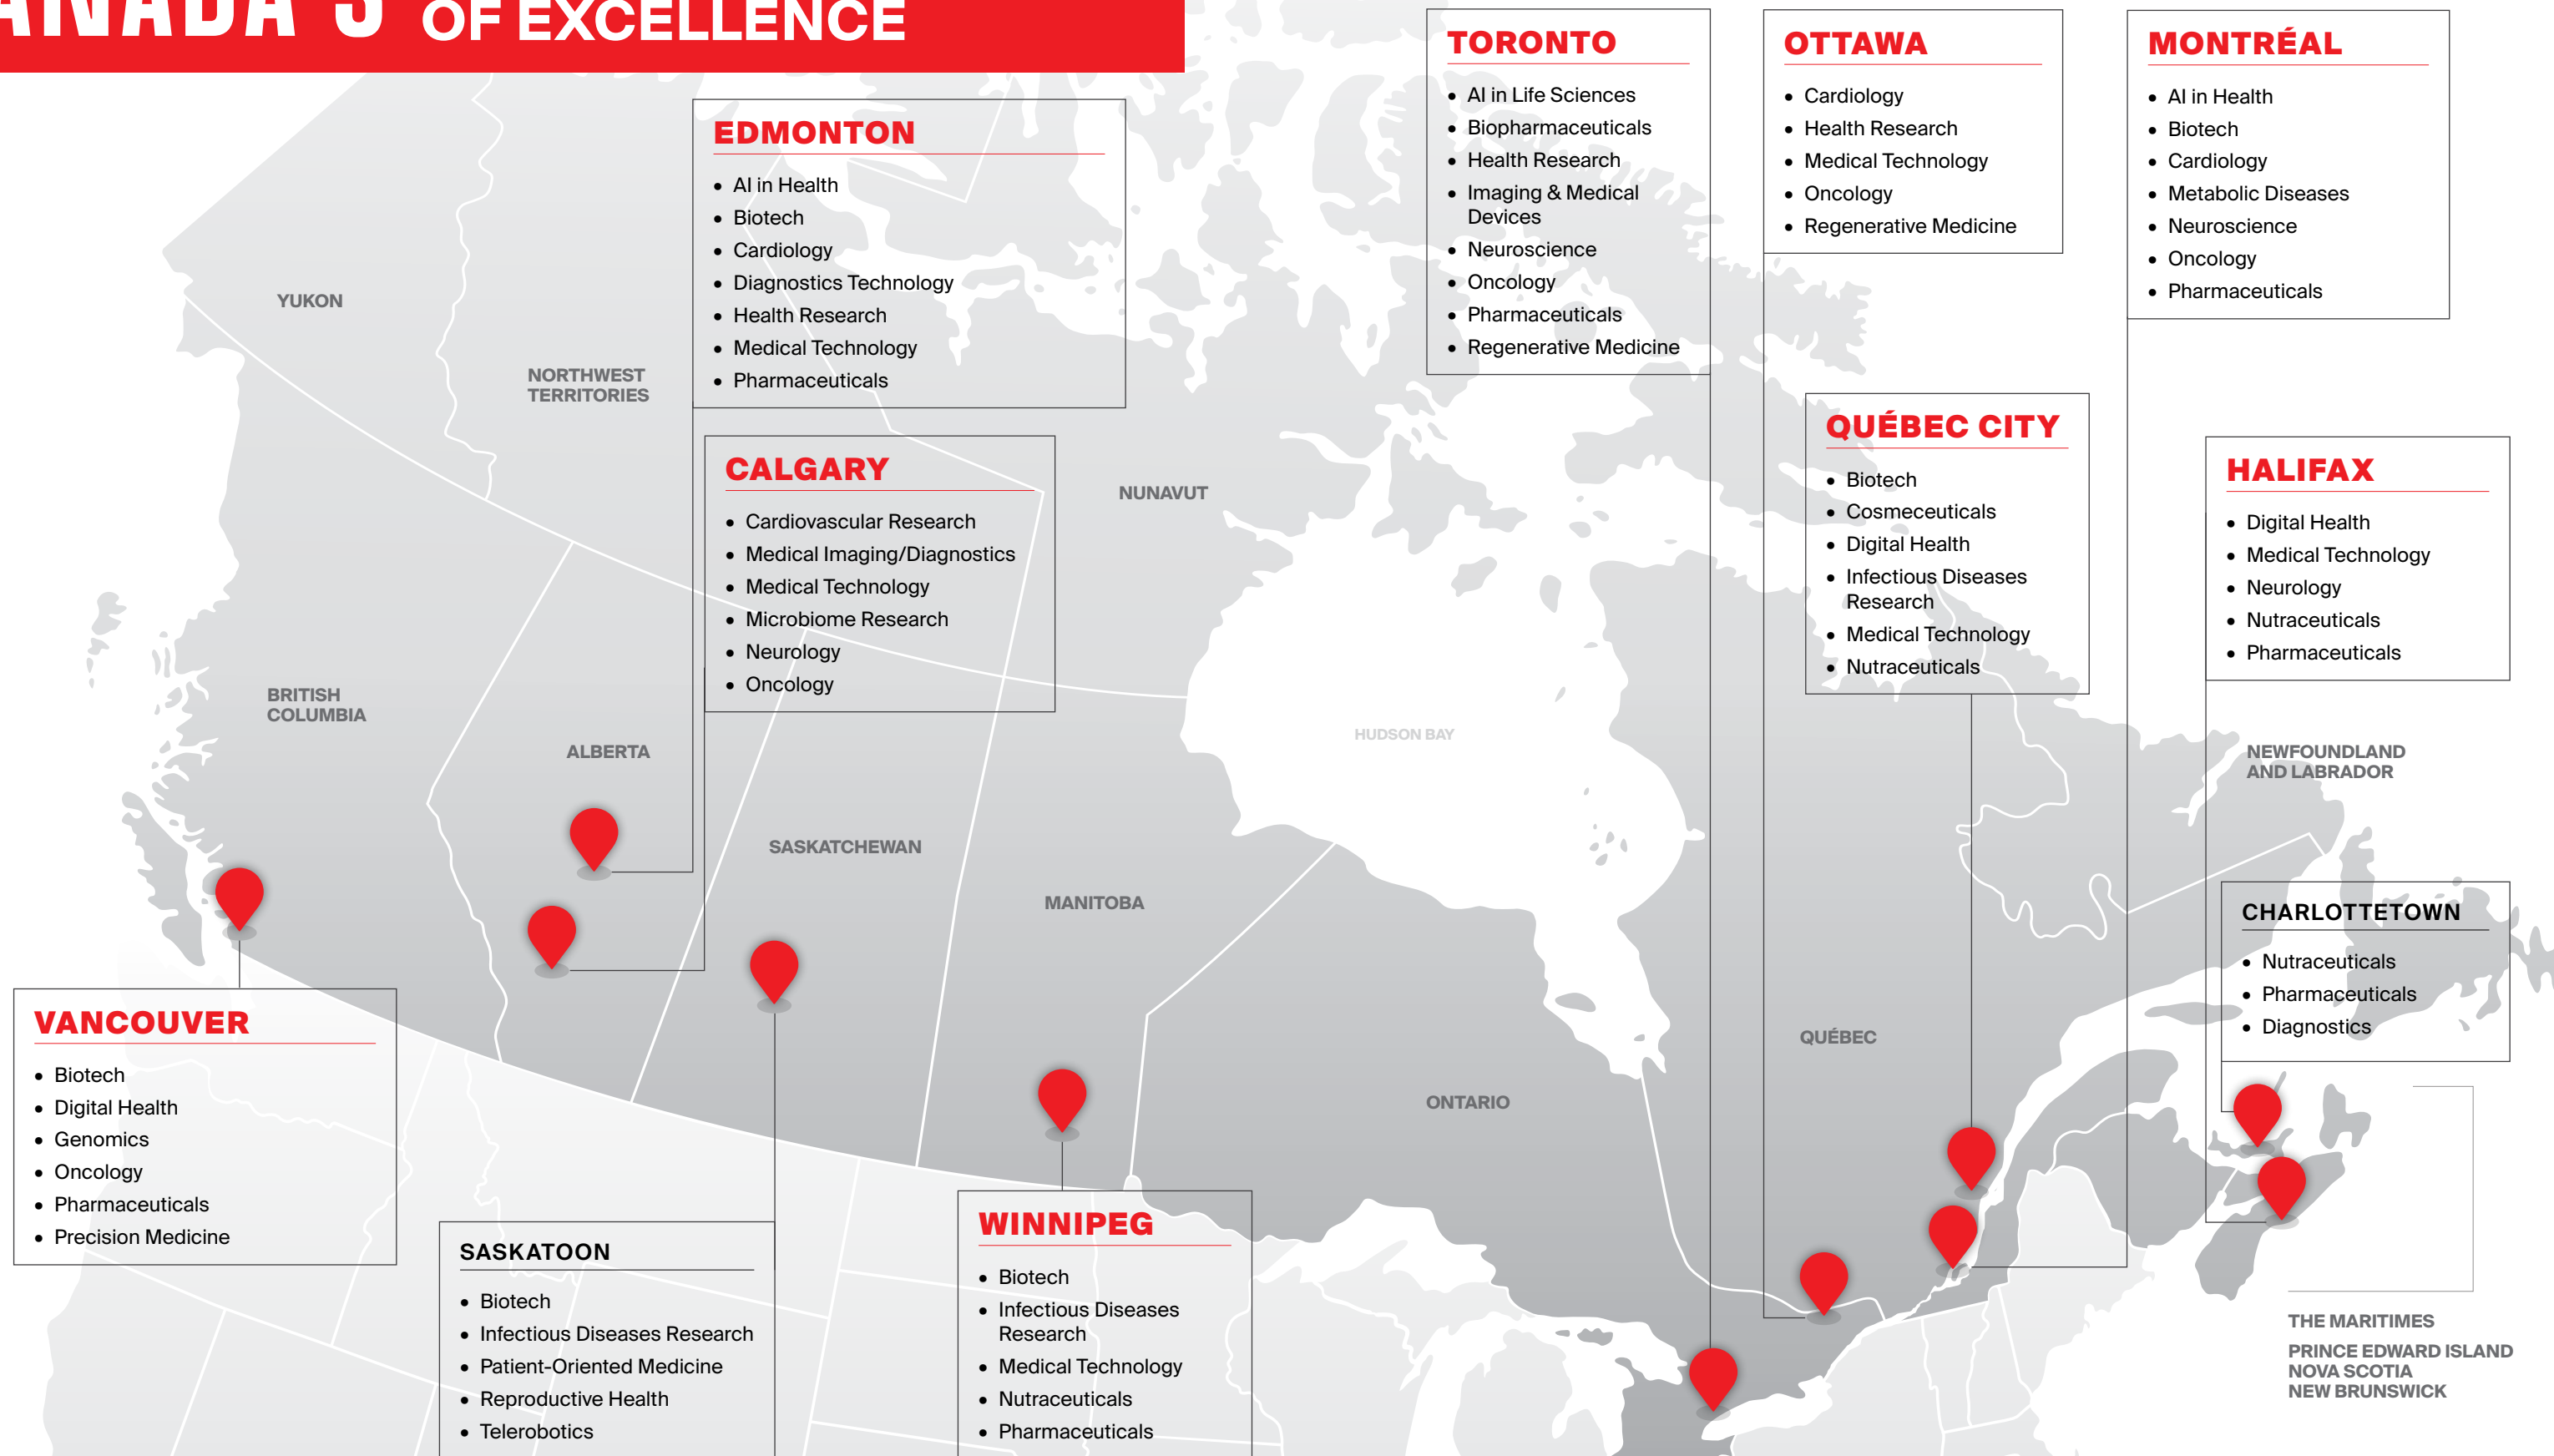 OF EXCELLENCE
TORONTO
AI in Life Sciences
Biopharmaceuticals
Health Research
Imaging & Medical
Devices
Neuroscience
Oncology
Pharmaceuticals
Regenerative Medicine
OTTAWA
Cardiology
Health Research
Medical Technology
Oncology
Regenerative Medicine
MONTRÉAL
AI in Health
Biotech
Cardiology
Metabolic Diseases
Neuroscience
Oncology
Pharmaceuticals
EDMONTON
AI in Health
Biotech
Cardiology
Diagnostics Technology
Health Research
Medical Technology
Pharmaceuticals
YUKON
NORTHWEST
TERRITORIES
CALGARY
Cardiovascular Research
Medical Imaging/Diagnostics
Medical Technology
Microbiome Research
Neurology
Oncology
NUNAVUT
QUÉBEC CITY
Biotech
Cosmeceuticals
Digital Health
Infectious Diseases
Research
Medical Technology
Nutraceuticals
HALIFAX
Digital Health
Medical Technology
Neurology
Nutraceuticals
Pharmaceuticals
BRITISH
COLUMBIA
ALBERTA
HUDSON BAY
NEWFOUNDLAND
AND LABRADOR
SASKATCHEWAN
MANITOBA
CHARLOTTETOWN
Nutraceuticals
Pharmaceuticals
Diagnostics
VANCOUVER
Biotech
Digital Health
Genomics
Oncology
Pharmaceuticals
Precision Medicine
QUÉBEC
ONTARIO
SASKATOON
Biotech
Infectious Diseases Research
Patient-Oriented Medicine
Reproductive Health
Telerobotics
WINNIPEG
Biotech
Infectious Diseases
Research
Medical Technology
Nutraceuticals
Pharmaceuticals
THE MARITIMES
PRINCE EDWARD ISLAND
NOVA SCOTIA
NEW BRUNSWICK